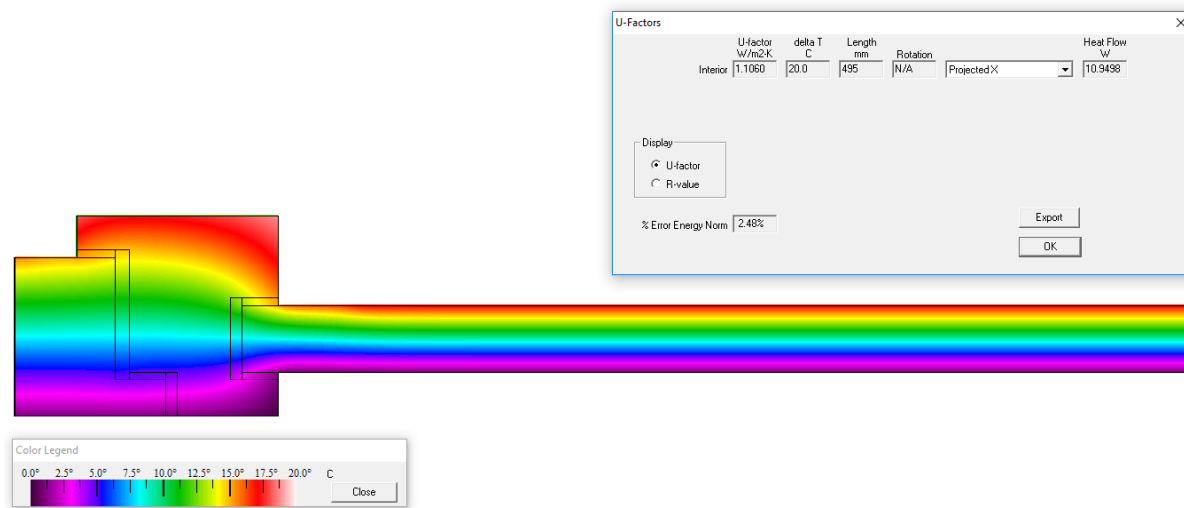 U-Factors
U-factor delta T Length Heat Flow
W/m2-K C mm Rotation W
Interior 1.1060 20.0 495 N/A Projected X 10.9498
Display
U-factor
R-value
% Error Energy Norm 2.48%
Export
OK
Color Legend
0.0° 2.5° 5.0° 7.5° 10.0° 12.5° 15.0° 17.5° 20.0° C
Close